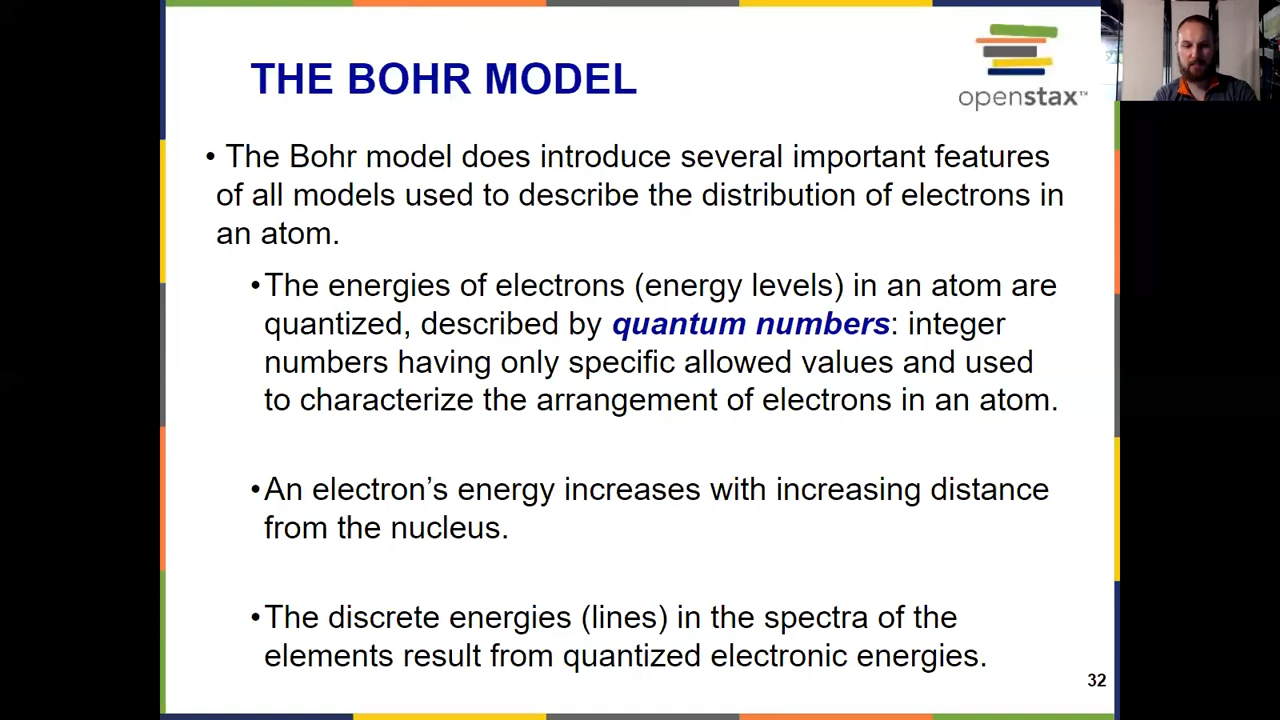 THE BOHR MODEL
openstax™
• The Bohr model does introduce several important features
of all models used to describe the distribution of electrons in
an atom.
•The energies of electrons (energy levels) in an atom are
quantized, described by quantum numbers: integer
numbers having only specific allowed values and used
to characterize the arrangement of electrons in an atom.
•An electron’s energy increases with increasing distance
from the nucleus.
•The discrete energies (lines) in the spectra of the
elements result from quantized electronic energies.
32